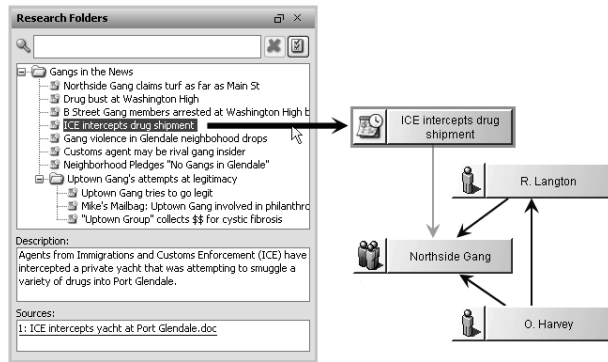 Research Folders
Gangs in the News
Northside Gang claims turf as far as Main St
Drug bust at Washington High
B Street Gang members arrested at Washington High b
ICE intercepts drug shipment
Gang violence in Glendale neighbohood drops
Customs agent may be rival gang insider
Neighborhood Pledges "No Gangs in Glendale"
Uptown Gang's attempts at legitimacy
Uptown Gang tries to go legit
Mike's Mailbag: Uptown Gang involved in philanthro
"Uptown Group" collects $$ for cystic fibrosis
Description:
Agents from Immigrations and Customs Enforcement (ICE) have
intercepted a private yacht that was attempting to smuggle a
variety of drugs into Port Glendale.
Sources:
1: ICE intercepts yacht at Port Glendale.doc
ICE intercepts drug
shipment
R. Langton
Northside Gang
O. Harvey